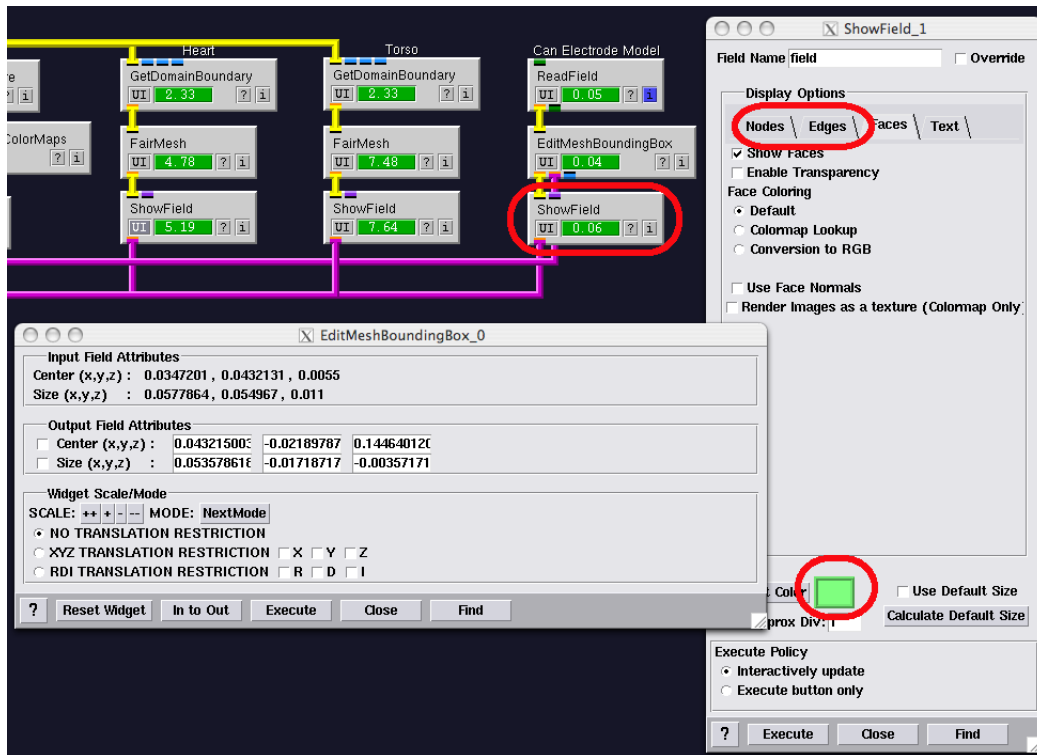 Heart
Torso
Can Electrode Model
GetDomainBoundary
UI 2.33 ? i
GetDomainBoundary
UI 2.33 ? i
ReadField
UI 0.05 ? i
re
? i
ColorMaps
? i
FairMesh
UI 4.78 ? i
FairMesh
UI 7.48 ? i
EditMeshBoundingBox
UI 0.04 ? i
ShowField
UI 5.19 ? i
ShowField
UI 7.64 ? i
ShowField
UI 0.06 ? i
X ShowField_1
Field Name field Override
Display Options
Nodes \ Edges \ Faces \ Text \
Show Faces
Enable Transparency
Face Coloring
Default
Colormap Lookup
Conversion to RGB
Use Face Normals
Render Images as a texture (Colormap Only)
t Color Use Default Size
prox Div: 1 Calculate Default Size
Execute Policy
Interactively update
Execute button only
? Execute Close Find
X EditMeshBoundingBox_0
Input Field Attributes
Center (x,y,z) : 0.0347201 , 0.0432131 , 0.0055
Size (x,y,z) : 0.0577864, 0.054967 , 0.011
Output Field Attributes
Center (x,y,z) : 0.04321500 -0.02189787 0.14464012
Size (x,y,z) : 0.05357861 -0.01718717 -0.00357171
Widget Scale/Mode
SCALE: ++ + - -- MODE: NextMode
NO TRANSLATION RESTRICTION
XYZ TRANSLATION RESTRICTION X Y Z
RDI TRANSLATION RESTRICTION R D I
? Reset Widget In to Out Execute Close Find